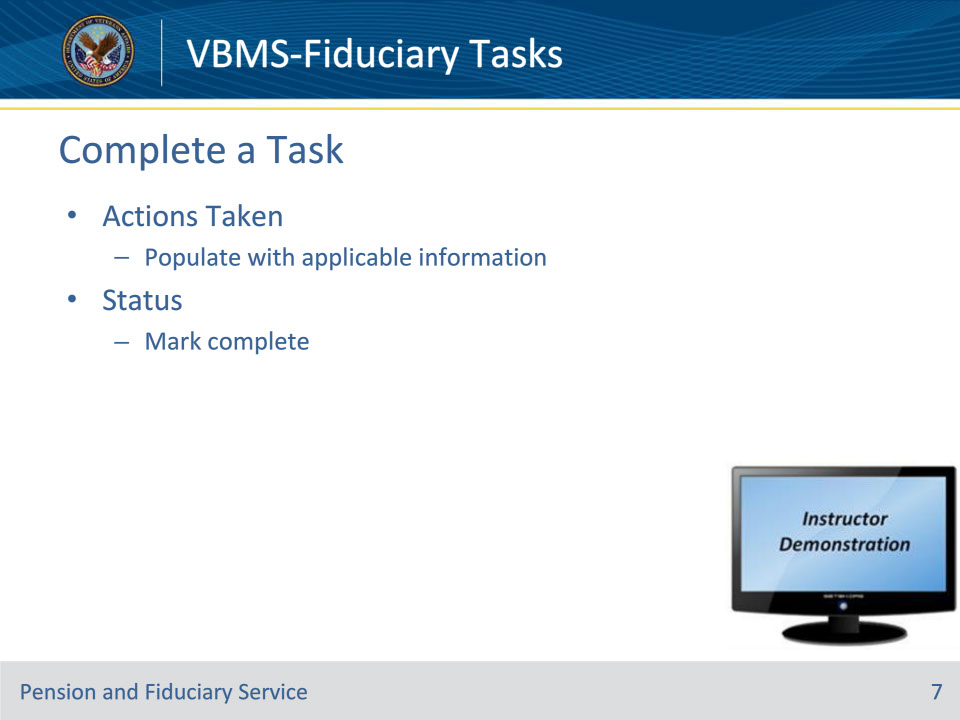 VBMS-Fiduciary Tasks
Complete a Task
• Actions Taken
– Populate with applicable information
• Status
– Mark complete
Instructor
Demonstration
Pension and Fiduciary Service
7